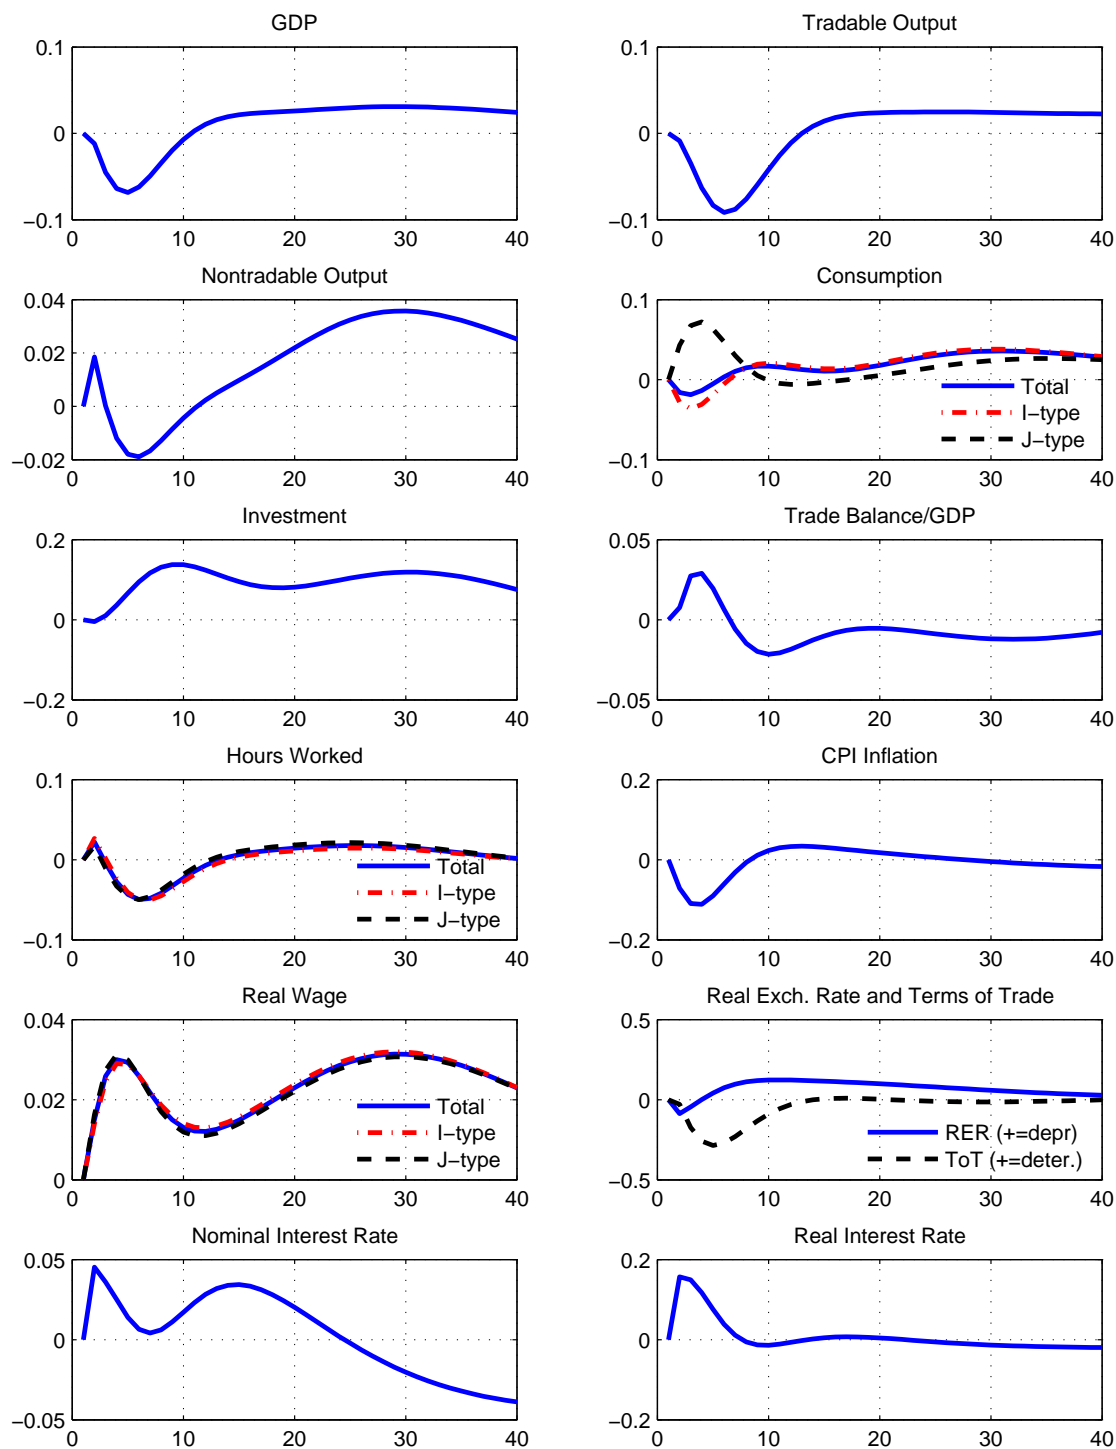 GDP
0.1
0
−0.1
0 10 20 30 40
Tradable Output
0.1
0
−0.1
0 10 20 30 40
Nontradable Output
0.04
0.02
0
−0.02
0 10 20 30 40
Consumption
0.1
0
−0.1
0 10 20 30 40
Total
I−type
J−type
Investment
0.2
0
−0.2
0 10 20 30 40
Trade Balance/GDP
0.05
0
−0.05
0 10 20 30 40
Hours Worked
0.1
0
−0.1
0 10 20 30 40
Total
I−type
J−type
CPI Inflation
0.2
0
−0.2
0 10 20 30 40
Real Wage
0.04
0.02
0
0 10 20 30 40
Total
I−type
J−type
Real Exch. Rate and Terms of Trade
0.5
0
−0.5
0 10 20 30 40
RER (+=depr)
ToT (+=deter.)
Nominal Interest Rate
0.05
0
−0.05
0 10 20 30 40
Real Interest Rate
0.2
0
−0.2
0 10 20 30 40